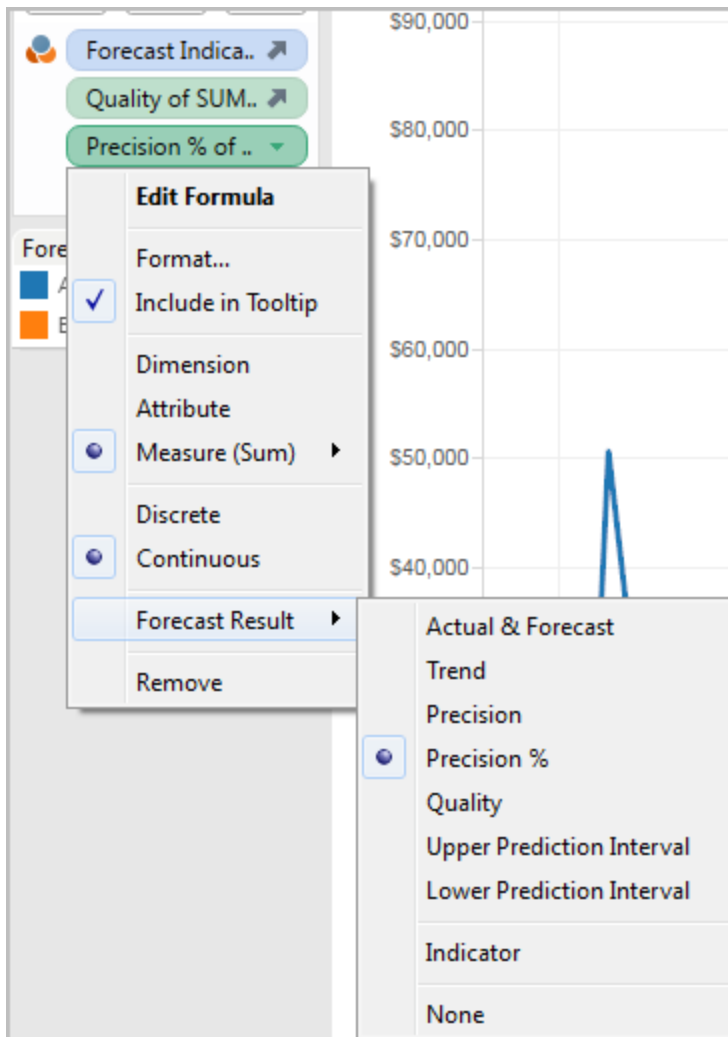 Forecast Indica..
Quality of SUM..
Precision % of ..
Edit Formula
Fore
Format...
A
Include in Tooltip
Dimension
Attribute
Measure (Sum)
Discrete
Continuous
Forecast Result
Remove
$90,000
$80,000
$70,000
$60,000
$50,000
$40,000
Actual & Forecast
Trend
Precision
Precision %
Quality
Upper Prediction Interval
Lower Prediction Interval
Indicator
None